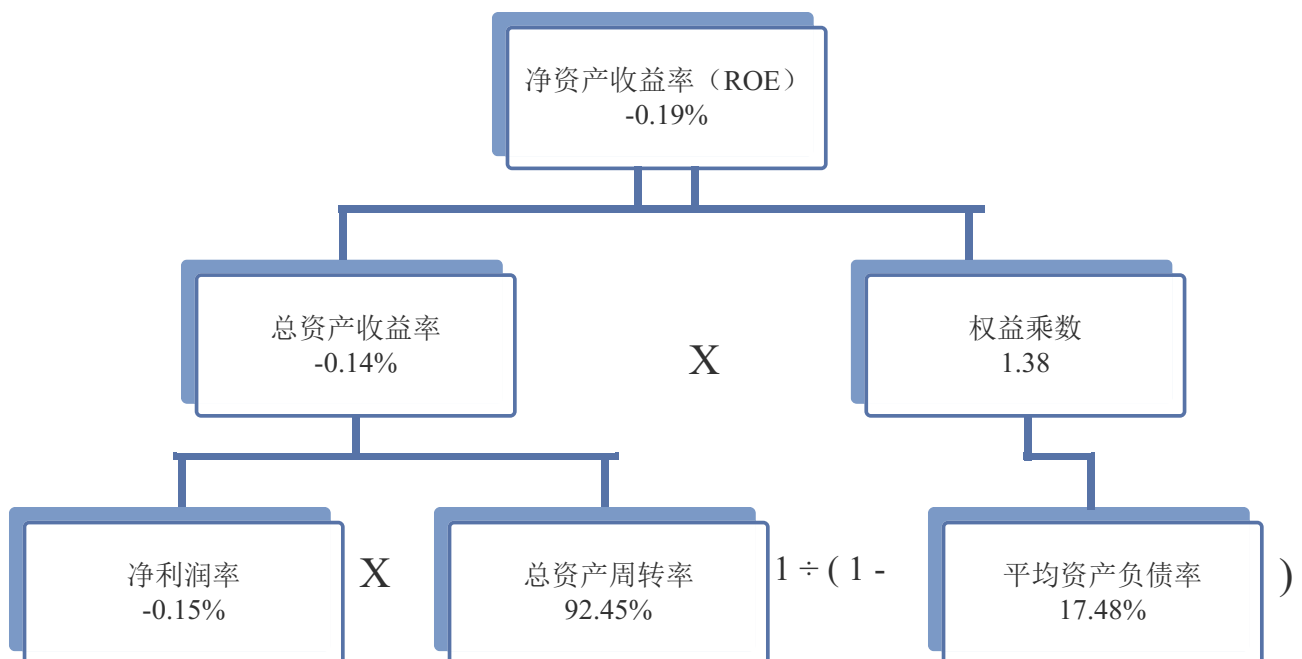 净资产收益率（ROE）
-0.19%
总资产收益率
-0.14%
X
权益乘数
1.38
净利润率
-0.15%
X
总资产周转率
92.45%
1 ÷ ( 1 -
平均资产负债率
17.48%
)